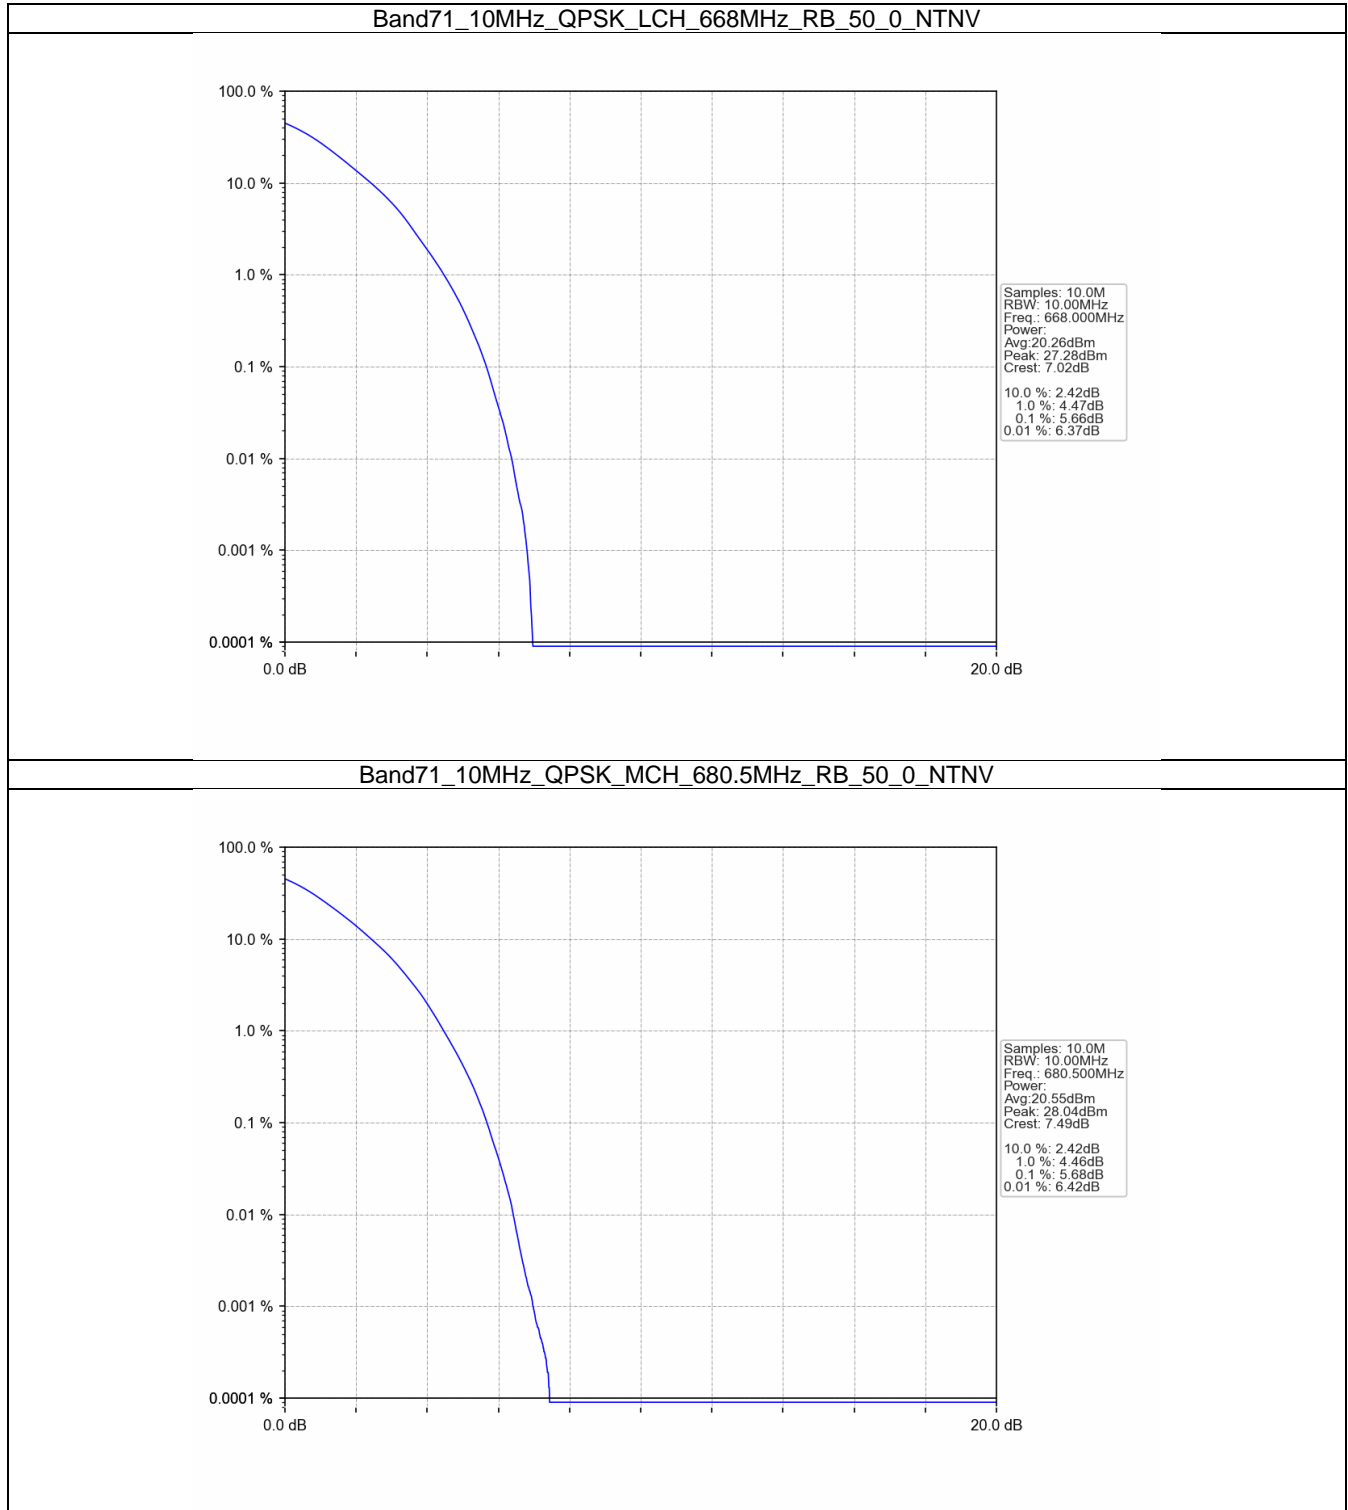 Band71_10MHz_QPSK_LCH_668MHz_RB_50_0_NTNV
100.0 %
10.0 %
1.0 %
0.1 %
0.01 %
0.001 %
0.0001 %
0.0 dB
20.0 dB
Samples: 10.0M
RBW: 10.00MHz
Freq.: 668.000MHz
Power:
Avg:20.26dBm
Peak: 27.28dBm
Crest: 7.02dB
10.0 %: 2.42dB
1.0 %: 4.47dB
0.1 %: 5.66dB
0.01 %: 6.37dB
Band71_10MHz_QPSK_MCH_680.5MHz_RB_50_0_NTNV
100.0 %
10.0 %
1.0 %
0.1 %
0.01 %
0.001 %
0.0001 %
0.0 dB
20.0 dB
Samples: 10.0M
RBW: 10.00MHz
Freq.: 680.500MHz
Power:
Avg:20.55dBm
Peak: 28.04dBm
Crest: 7.49dB
10.0 %: 2.42dB
1.0 %: 4.46dB
0.1 %: 5.68dB
0.01 %: 6.42dB